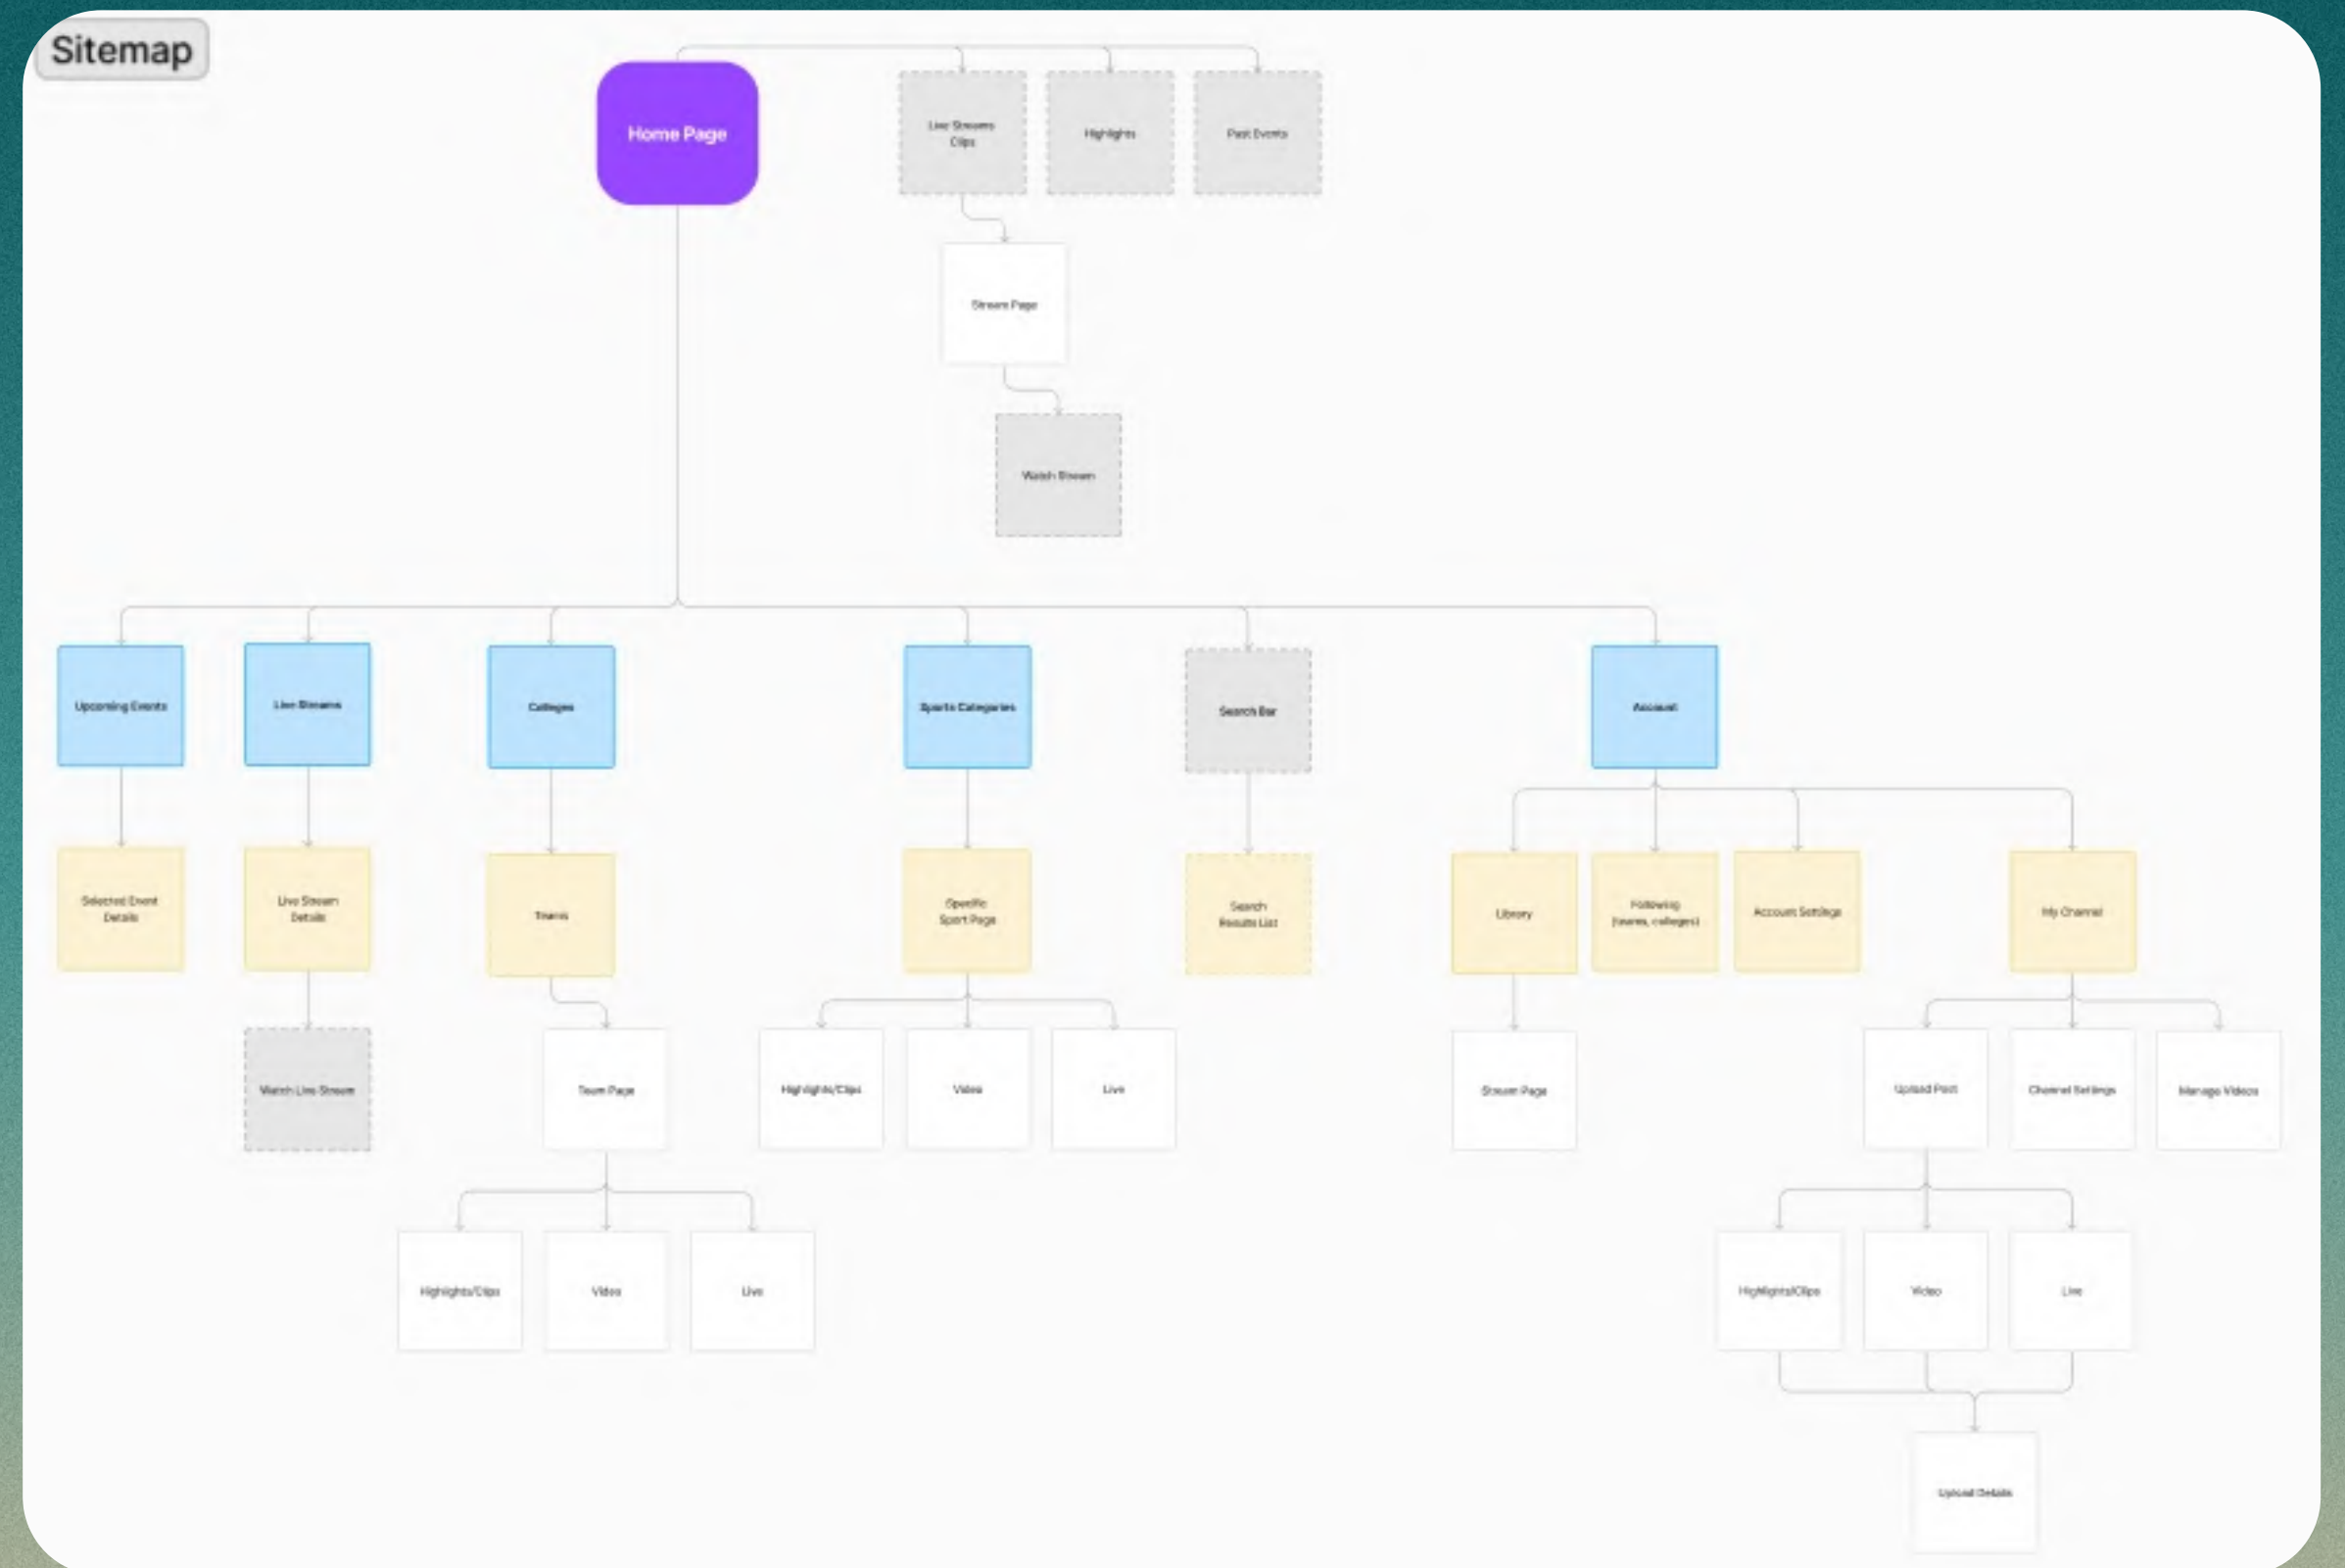 Sitemap
Home Page
Live Streams
Clips
Highlights
Past Events
Stream Page
Watch Stream
Upcoming Events
Live Streams
Colleges
Sports Categories
Search Bar
Account
Selected Event
Details
Live Stream
Details
Teams
Specific
Sport Page
Search
Results List
Library
Following
(teams, colleges)
Account Settings
My Channel
Watch Live Stream
Team Page
Highlights/Clips
Video
Live
Stream Page
Upload Post
Channel Settings
Manage Videos
Highlights/Clips
Video
Live
Highlights/Clips
Video
Live
Upload Details